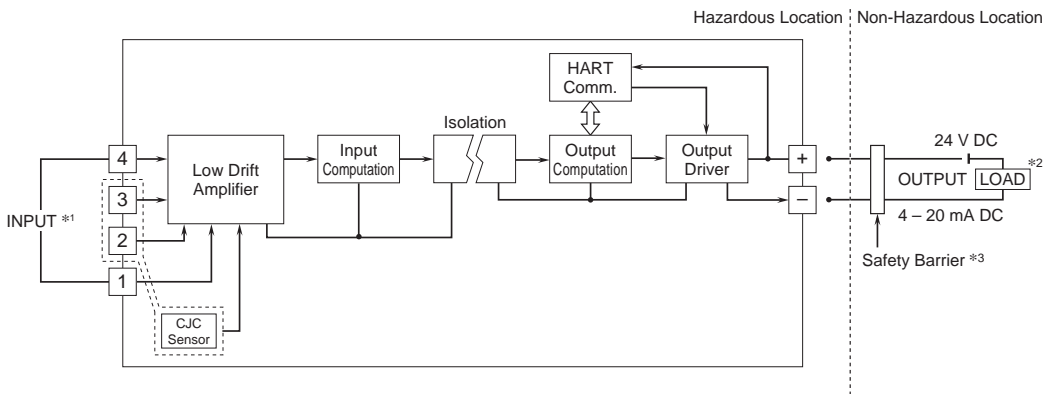 Hazardous Location
Non-Hazardous Location
HART
Comm.
Isolation
4
3
2
1
INPUT *1
Low Drift
Amplifier
Input
Computation
Output
Computation
Output
Driver
+
−
24 V DC
OUTPUT
LOAD
*2
4 – 20 mA DC
Safety Barrier *3
CJC
Sensor